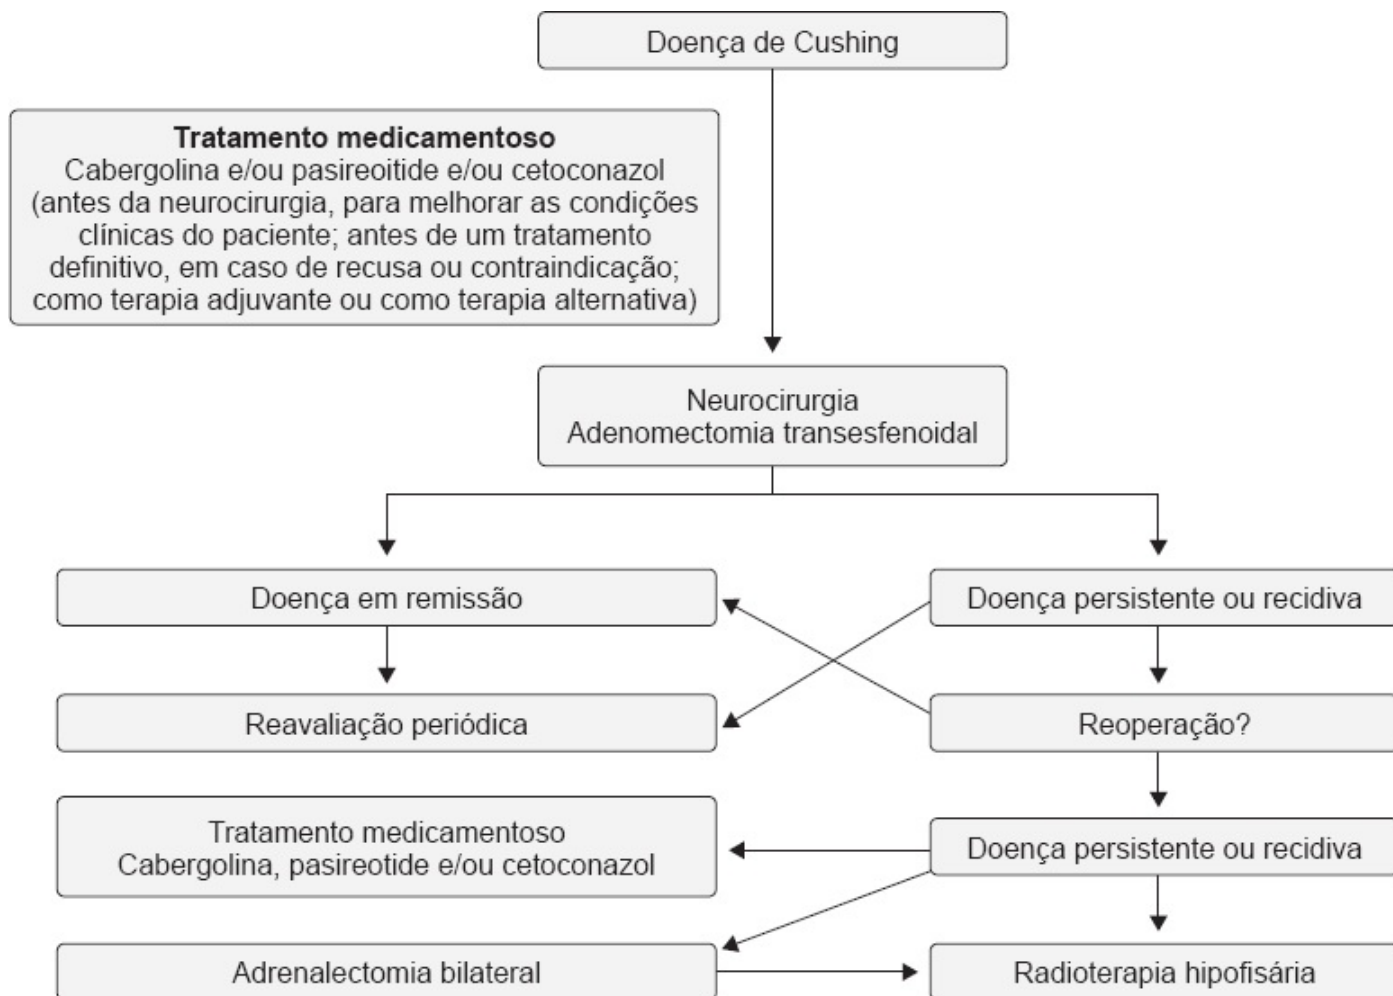 Doença de Cushing
Tratamento medicamentoso
Cabergolina e/ou pasireoitide e/ou cetoconazol
(antes da neurocirurgia, para melhorar as condições
clínicas do paciente; antes de um tratamento
definitivo, em caso de recusa ou contraindicação;
como terapia adjuvante ou como terapia alternativa)
Neurocirurgia
Adenomectomia transesfenoidal
Doença em remissão
Doença persistente ou recidiva
Reavaliação periódica
Reoperação?
Tratamento medicamentoso
Cabergolina, pasireotide e/ou cetoconazol
Doença persistente ou recidiva
Adrenalectomia bilateral
Radioterapia hipofisária